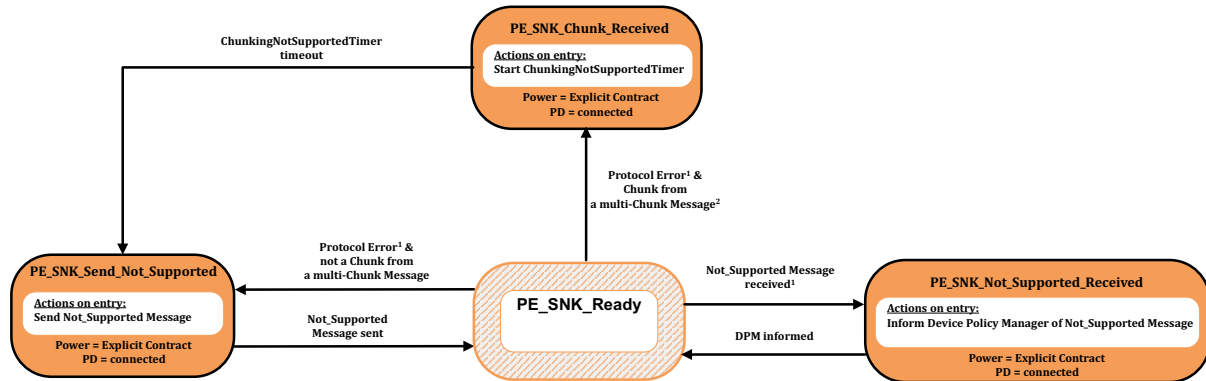 PE_SNK_Chunk_Received
Actions on entry:
Start ChunkingNotSupportedTimer
Power = Explicit Contract
PD = connected
ChunkingNotSupportedTimer
timeout
Protocol Error¹ &
Chunk from
a multi-Chunk Message²
PE_SNK_Send_Not_Supported
Actions on entry:
Send Not_Supported Message
Power = Explicit Contract
PD = connected
Protocol Error¹ &
not a Chunk from
a multi-Chunk Message
Not_Supported
Message sent
PE_SNK_Ready
Not_Supported Message
received¹
DPM informed
PE_SNK_Not_Supported_Received
Actions on entry:
Inform Device Policy Manager of Not_Supported Message
Power = Explicit Contract
PD = connected